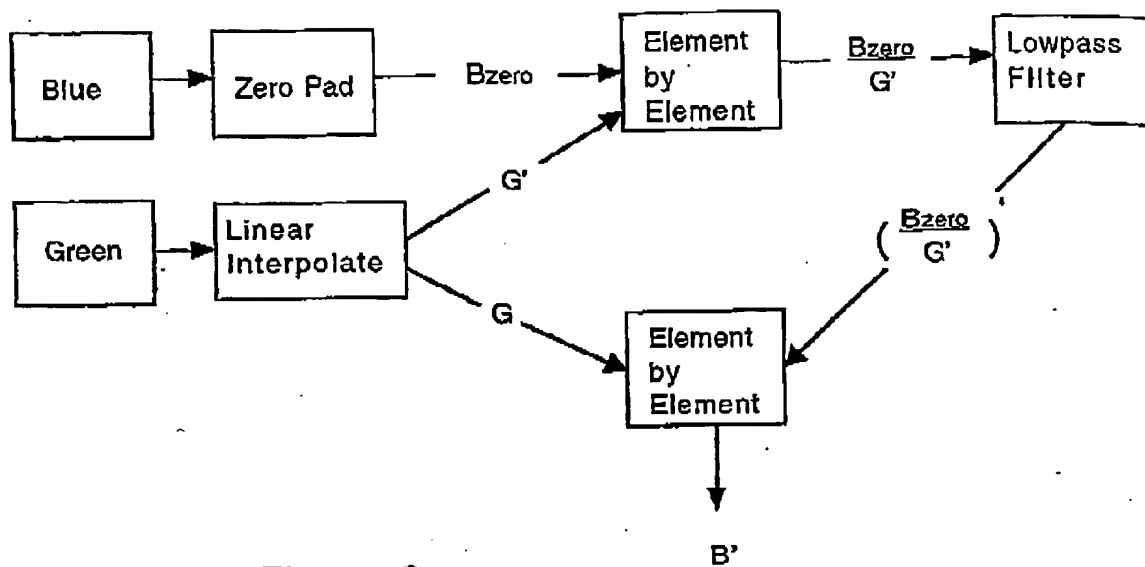 Blue
Zero Pad
Bzero
Element
by
Element
Bzero
G'
Lowpass
Filter
G'
Green
Linear
Interpolate
(Bzero
G')'
G
Element
by
Element
B'